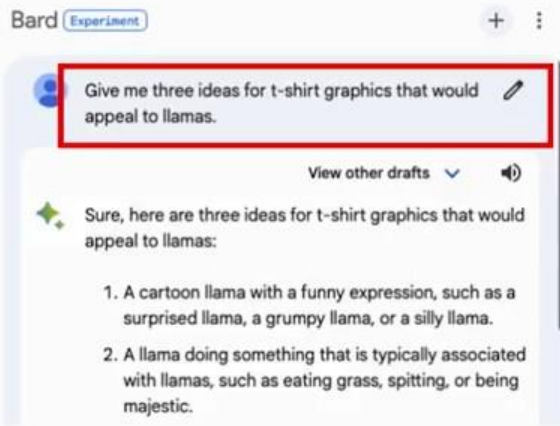 Bard Experiment
Give me three ideas for t-shirt graphics that would
appeal to llamas.
View other drafts
Sure, here are three ideas for t-shirt graphics that would
appeal to llamas:
1. A cartoon llama with a funny expression, such as a
surprised llama, a grumpy llama, or a silly llama.
2. A llama doing something that is typically associated
with llamas, such as eating grass, spitting, or being
majestic.